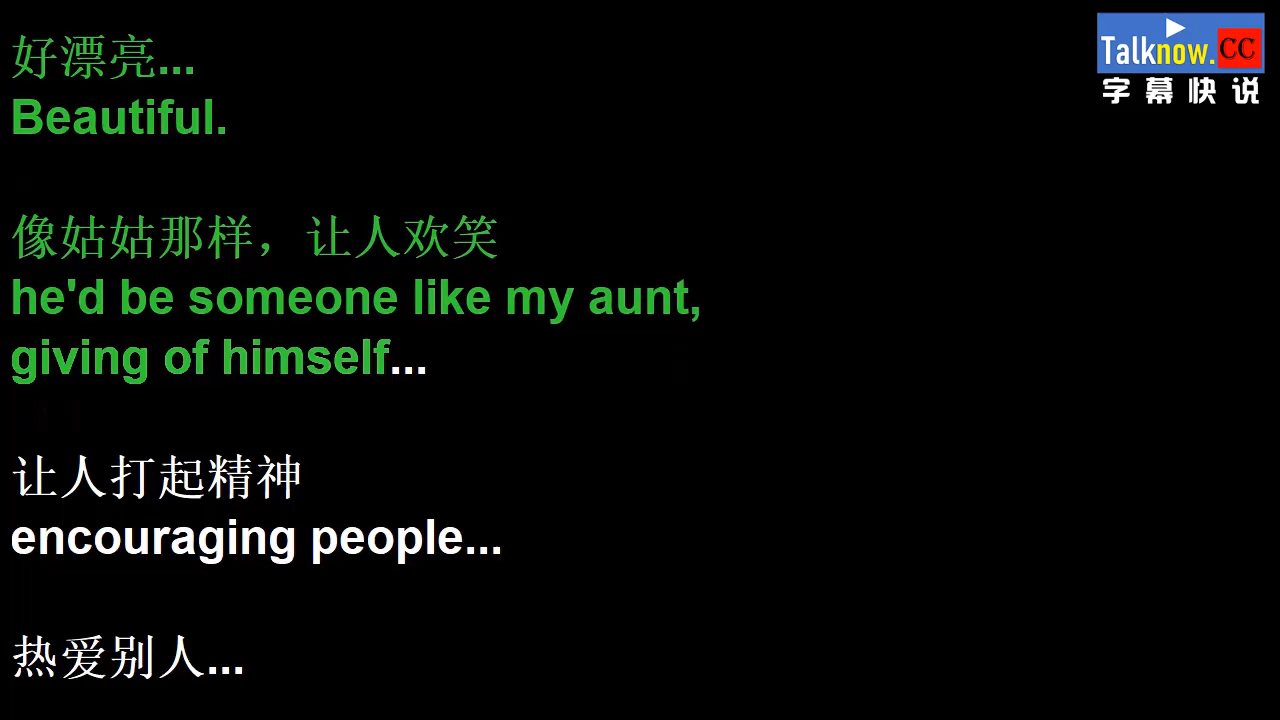 好漂亮...
Beautiful.
像姑姑那样，让人欢笑
he'd be someone like my aunt,
giving of himself...
让人打起精神
encouraging people...
热爱别人...
Talknow.CC
字幕快说